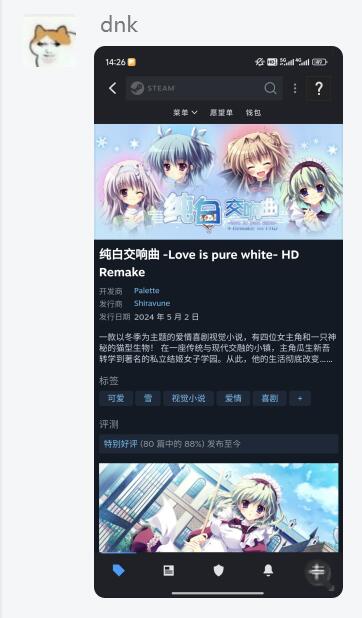 dnk
14:26
STEAM
?
菜单
愿望单
钱包
纯白交响曲
纯白交响曲 -Love is pure white- HD
Remake
开发商 Palette
发行商 Shiravune
发行日期 2024 年 5 月 2 日
一款以冬季为主题的爱情喜剧视觉小说，有四位女主角和一只神
秘的猫型生物！ 在一座传统与现代交融的小镇，主角瓜生新吾
转学到著名的私立结姬女子学园。从此，他的生活彻底改变……
标签
可爱 雪 视觉小说 爱情 喜剧 +
评测
特别好评 (80 篇中的 88%) 发布至今